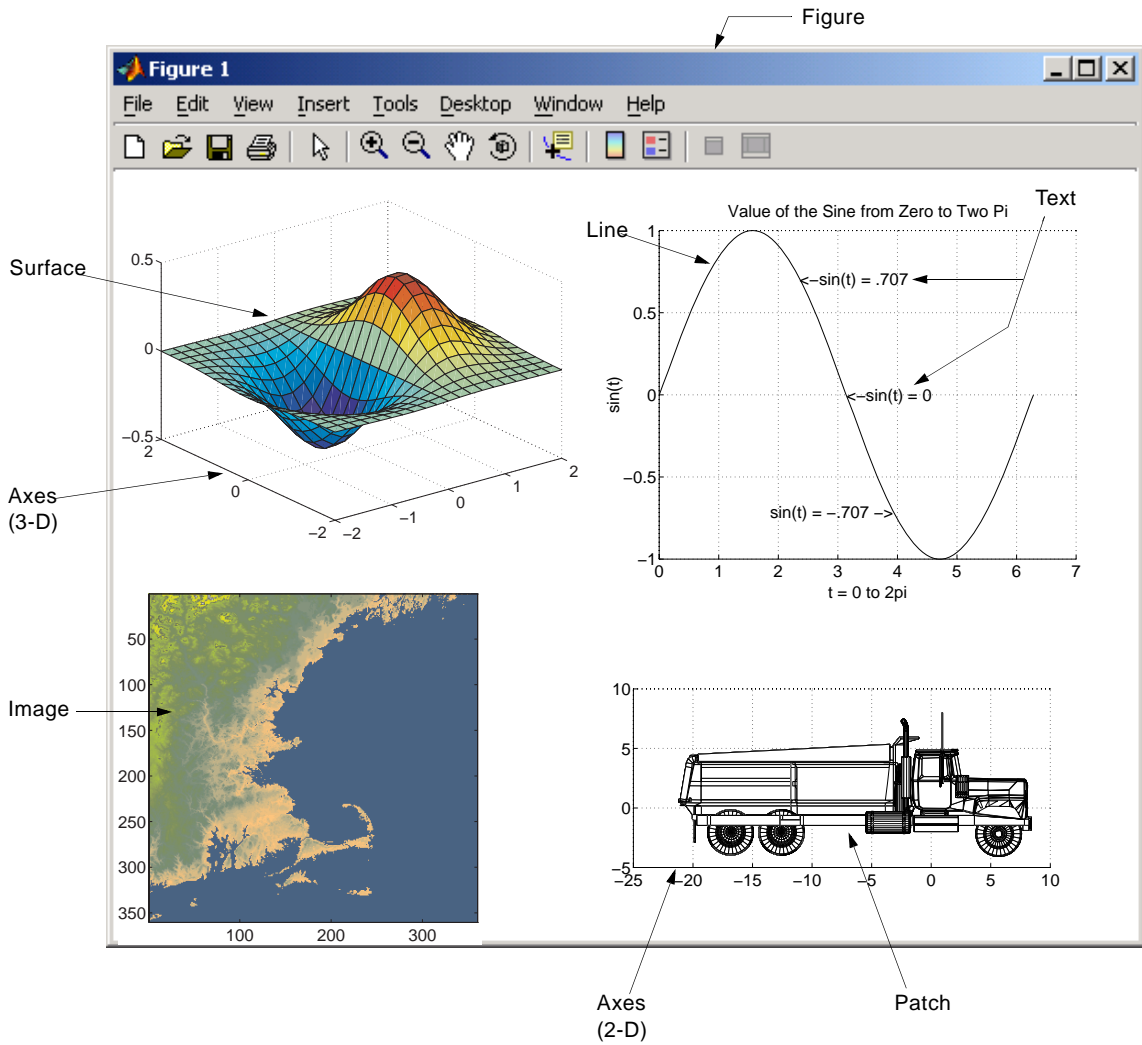 Figure
Figure 1
File Edit View Insert Tools Desktop Window Help
Surface
0.5
0
−0.5
2
0
−2
−2
−1
0
1
2
Axes
(3-D)
Line
Text
Value of the Sine from Zero to Two Pi
1
0.5
0
−0.5
−1
sin(t)
<−sin(t) = .707
<−sin(t) = 0
sin(t) = −.707 −>
0 1 2 3 4 5 6 7
t = 0 to 2pi
Image
50
100
150
200
250
300
350
100 200 300
10
5
0
−5
−25 −20 −15 −10 −5 0 5 10
Axes
(2-D)
Patch